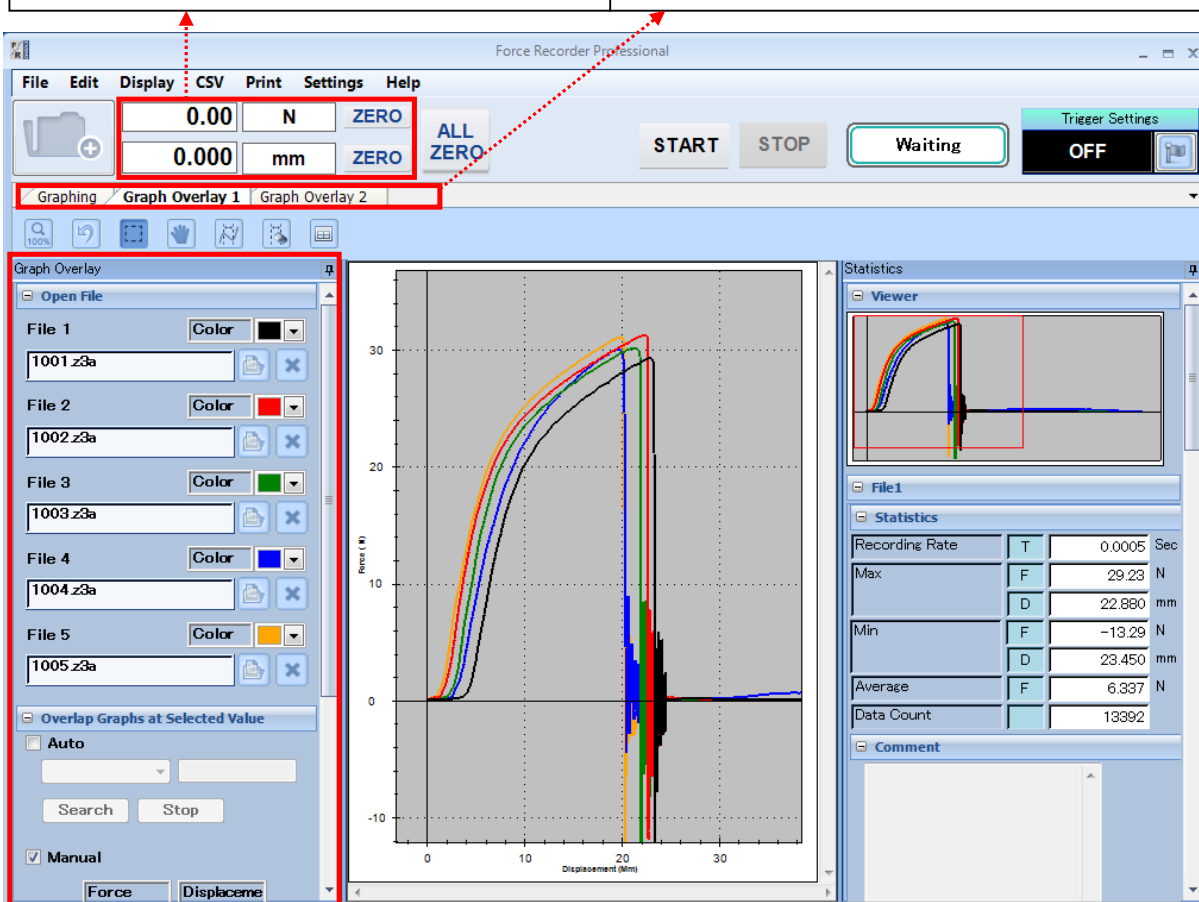 Force Recorder Professional
File Edit Display CSV Print Settings Help
0.00 N ZERO
0.000 mm ZERO
ALL
ZERO
START STOP Waiting
Trigger Settings
OFF
Graphing Graph Overlay 1 Graph Overlay 2
100%
Graph Overlay
Open File
File 1 Color
1001.z3a
File 2 Color
1002.z3a
File 3 Color
1003.z3a
File 4 Color
1004.z3a
File 5 Color
1005.z3a
Overlap Graphs at Selected Value
Auto
Search Stop
Manual
Force Displaceme
30
20
10
0
-10
Force ( N )
0 10 20 30
Displacement (Mm)
Statistics
Viewer
File1
Statistics
Recording Rate T 0.0005 Sec
Max F 29.23 N
D 22.880 mm
Min F -13.29 N
D 23.450 mm
Average F 6.337 N
Data Count 13392
Comment